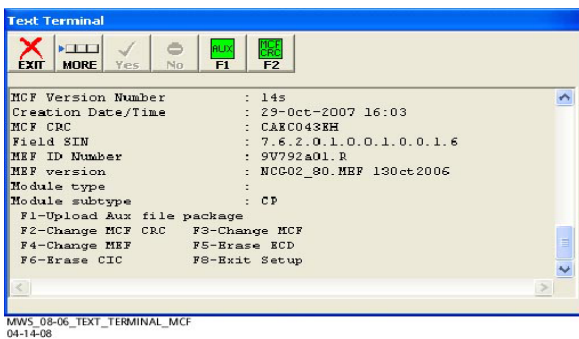 Text Terminal
EXIT MORE Yes No AUX F1 MCF CRC F2
MCF Version Number : 14s
Creation Date/Time : 29-Oct-2007 16:03
MCF CRC : CAEC043EH
Field SIN : 7.6.2.0.1.0.0.1.0.0.1.6
MEF ID Number : 9V792a01.R
MEF version : NCG02_80.MEF 13Oct2006
Module type :
Module subtype : CP
F1-Upload Aux file package
F2-Change MCF CRC F3-Change MCF
F4-Change MEF F5-Erase ECD
F6-Erase CIC F8-Exit Setup
MWS_08-06_TEXT_TERMINAL_MCF
04-14-08